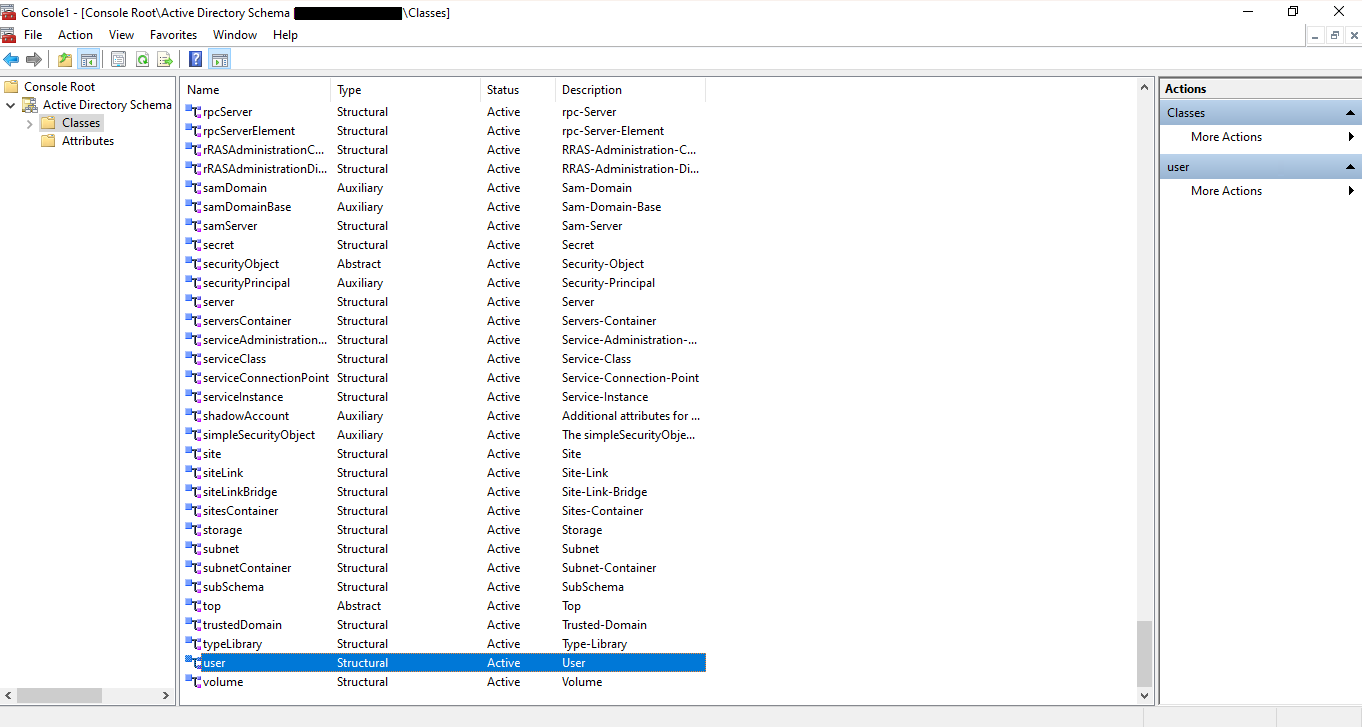 Console1 - [Console Root\Active Directory Schema \Classes]
File Action View Favorites Window Help
Console Root
Active Directory Schema
Classes
Attributes
Name Type Status Description
rpcServer Structural Active rpc-Server
rpcServerElement Structural Active rpc-Server-Element
rRASAdministrationC... Structural Active RRAS-Administration-C...
rRASAdministrationDi... Structural Active RRAS-Administration-Di...
samDomain Auxiliary Active Sam-Domain
samDomainBase Auxiliary Active Sam-Domain-Base
samServer Structural Active Sam-Server
secret Structural Active Secret
securityObject Abstract Active Security-Object
securityPrincipal Auxiliary Active Security-Principal
server Structural Active Server
serversContainer Structural Active Servers-Container
serviceAdministration... Structural Active Service-Administration-...
serviceClass Structural Active Service-Class
serviceConnectionPoint Structural Active Service-Connection-Point
serviceInstance Structural Active Service-Instance
shadowAccount Auxiliary Active Additional attributes for ...
simpleSecurityObject Auxiliary Active The simpleSecurityObje...
site Structural Active Site
siteLink Structural Active Site-Link
siteLinkBridge Structural Active Site-Link-Bridge
sitesContainer Structural Active Sites-Container
storage Structural Active Storage
subnet Structural Active Subnet
subnetContainer Structural Active Subnet-Container
subSchema Structural Active SubSchema
top Abstract Active Top
trustedDomain Structural Active Trusted-Domain
typeLibrary Structural Active Type-Library
user Structural Active User
volume Structural Active Volume
Actions
Classes
More Actions
user
More Actions